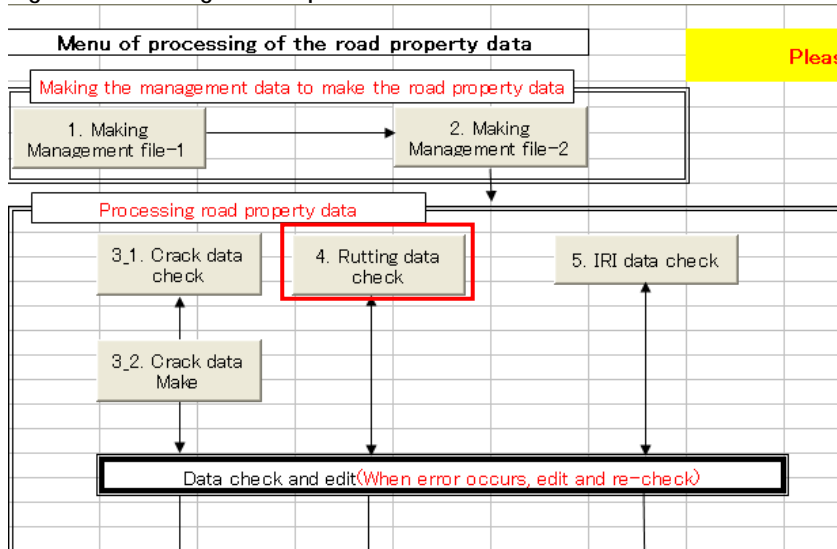 Menu of processing of the road property data
Pleas
Making the management data to make the road property data
1. Making
Management file-1
2. Making
Management file-2
Processing road property data
3_1. Crack data
check
4. Rutting data
check
5. IRI data check
3_2. Crack data
Make
Data check and edit(When error occurs, edit and re-check)